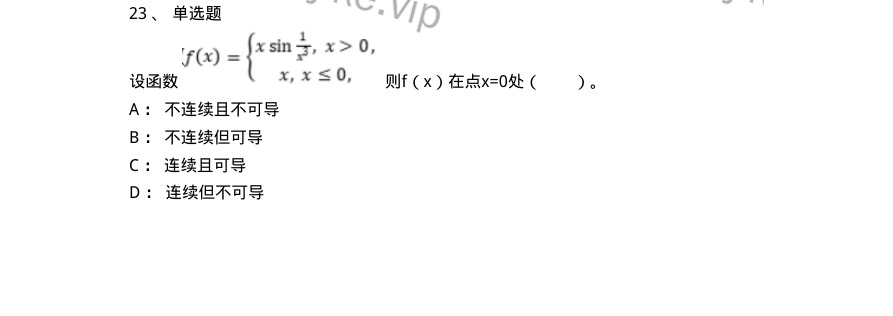 23 、 单选题
设函数 f(x) = { x sin 1/x³, x > 0, x, x ≤ 0, 则f ( x ) 在点x=0处 (　　) 。
A ： 不连续且不可导
B ： 不连续但可导
C ： 连续且可导
D ： 连续但不可导
.vip